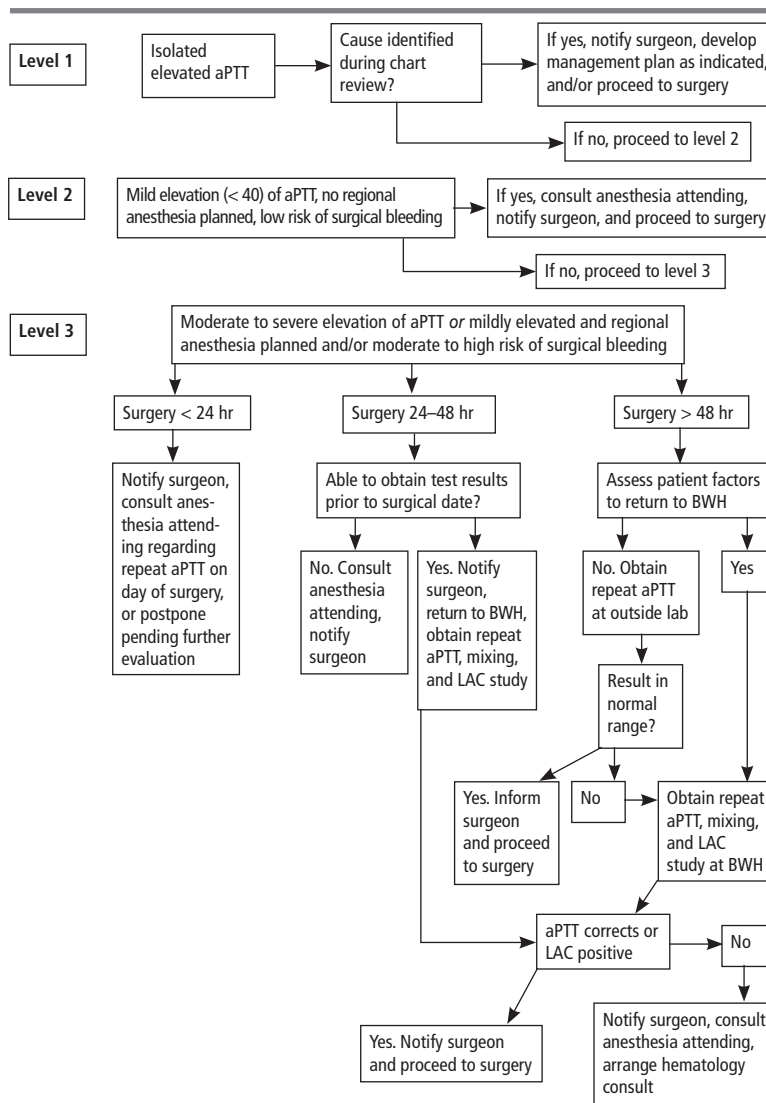 Level 1
Isolated
elevated aPTT
Cause identified
during chart
review?
If yes, notify surgeon, develop
management plan as indicated,
and/or proceed to surgery
If no, proceed to level 2
Level 2
Mild elevation (< 40) of aPTT, no regional
anesthesia planned, low risk of surgical bleeding
If yes, consult anesthesia attending,
notify surgeon, and proceed to surgery
If no, proceed to level 3
Level 3
Moderate to severe elevation of aPTT or mildly elevated and regional
anesthesia planned and/or moderate to high risk of surgical bleeding
Surgery < 24 hr
Surgery 24–48 hr
Surgery > 48 hr
Notify surgeon,
consult anes-
thesia attend-
ing regarding
repeat aPTT on
day of surgery,
or postpone
pending further
evaluation
Able to obtain test results
prior to surgical date?
Assess patient factors
to return to BWH
No. Consult
anesthesia
attending,
notify
surgeon
Yes. Notify
surgeon,
return to BWH,
obtain repeat
aPTT, mixing,
and LAC study
No. Obtain
repeat aPTT
at outside lab
Yes
Result in
normal
range?
Yes. Inform
surgeon
and proceed
to surgery
No
Obtain repeat
aPTT, mixing,
and LAC
study at BWH
aPTT corrects or
LAC positive
No
Yes. Notify surgeon
and proceed to surgery
Notify surgeon, consult
anesthesia attending,
arrange hematology
consult